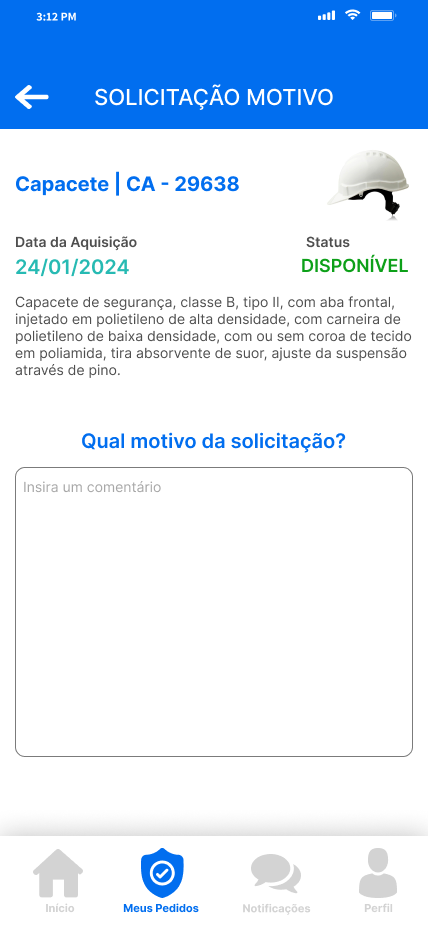 3:12 PM
SOLICITAÇÃO MOTIVO
Capacete | CA - 29638
Data da Aquisição
Status
24/01/2024
DISPONÍVEL
Capacete de segurança, classe B, tipo II, com aba frontal,
injetado em polietileno de alta densidade, com carneira de
polietileno de baixa densidade, com ou sem coroa de tecido
em poliamida, tira absorvente de suor, ajuste da suspensão
através de pino.
Qual motivo da solicitação?
Insira um comentário
Início
Meus Pedidos
Notificações
Perfil